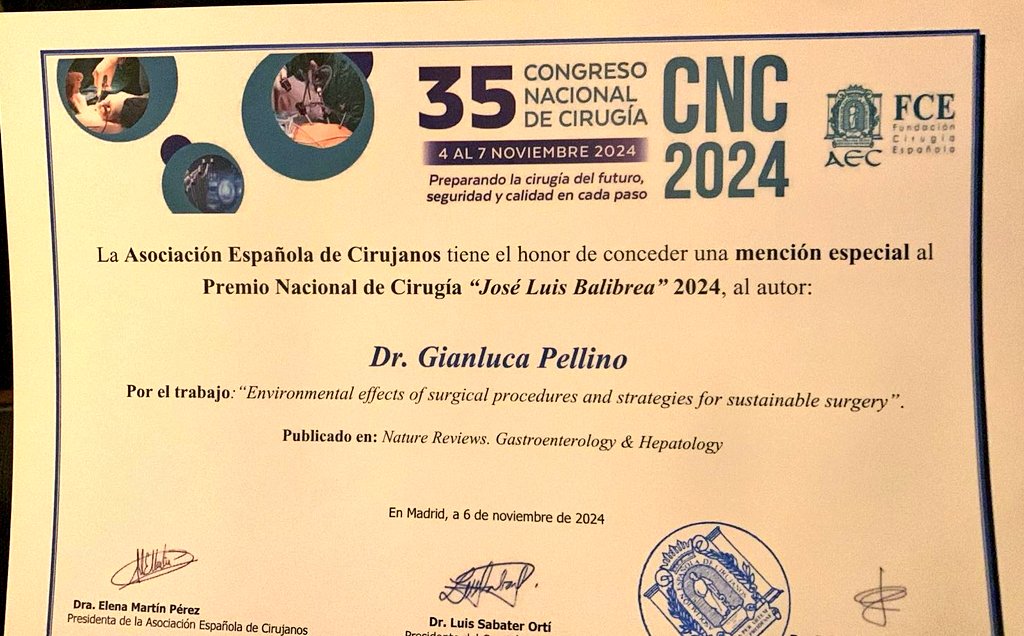 35 CONGRESO
NACIONAL
DE CIRUGÍA
4 AL 7 NOVIEMBRE 2024
Preparando la cirugía del futuro,
seguridad y calidad en cada paso
CNC
2024
AEC
FCE
Fundación
Cirugía
Española
La Asociación Española de Cirujanos tiene el honor de conceder una mención especial al
Premio Nacional de Cirugía “José Luis Balibrea” 2024, al autor:
Dr. Gianluca Pellino
Por el trabajo:“Environmental effects of surgical procedures and strategies for sustainable surgery”.
Publicado en: Nature Reviews. Gastroenterology & Hepatology
En Madrid, a 6 de noviembre de 2024
Dra. Elena Martín Pérez
Presidenta de la Asociación Española de Cirujanos
Dr. Luis Sabater Ortí
ESPAÑOLA DE CIRUJANOS